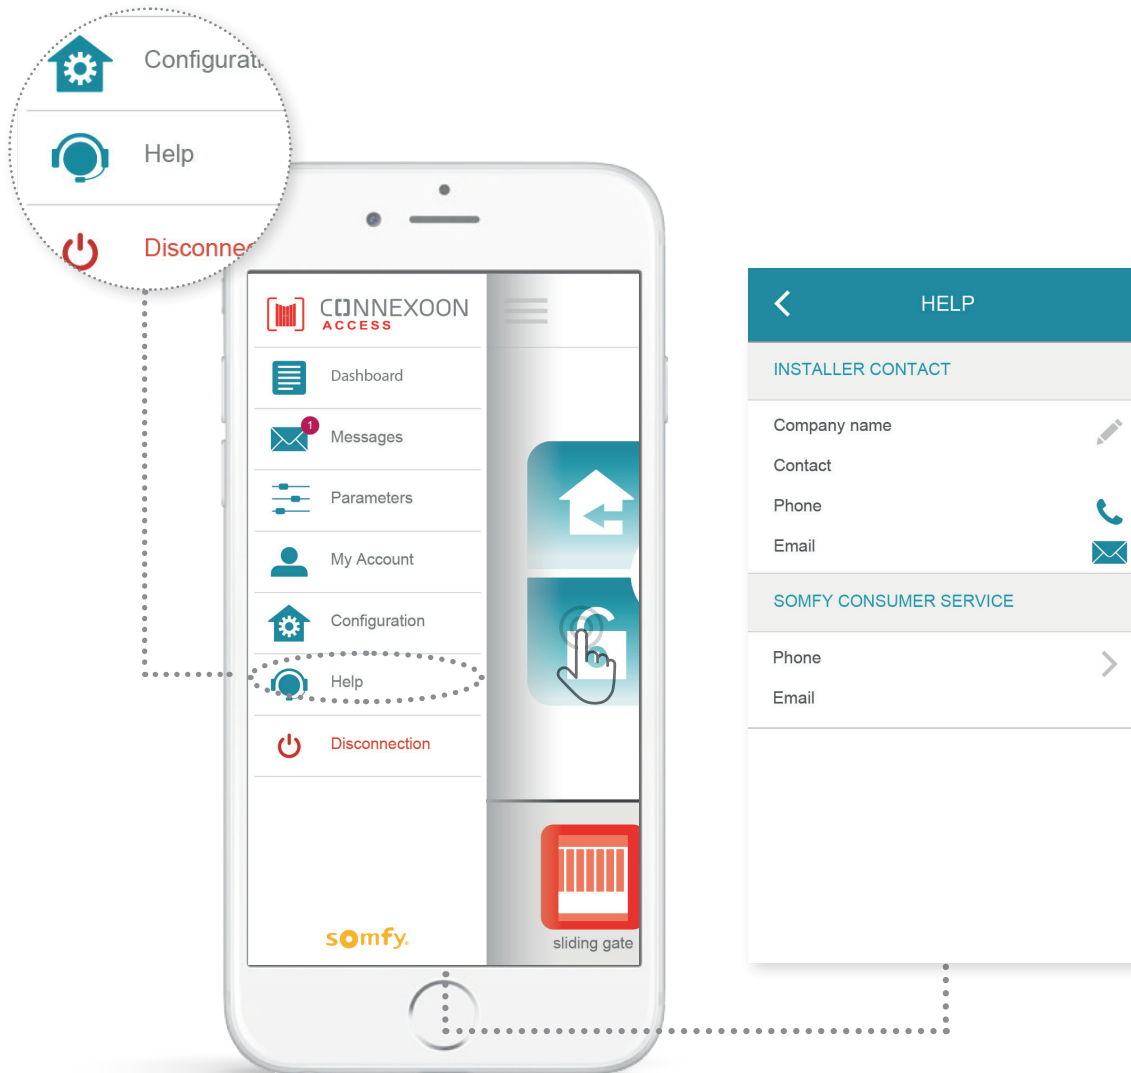 Configurati
Help
Disconnec
CONNEXOON
ACCESS
Dashboard
1
Messages
Parameters
My Account
Configuration
Help
Disconnection
somfy.
sliding gate
HELP
INSTALLER CONTACT
Company name
Contact
Phone
Email
SOMFY CONSUMER SERVICE
Phone
Email